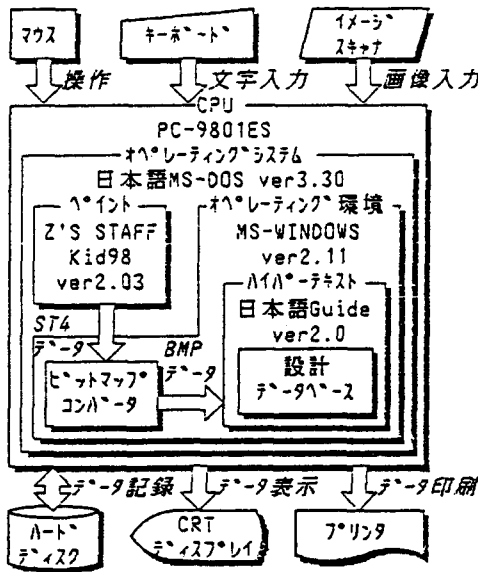 マウス
キーボード
イメージ
スキャナ
操作
文字入力
画像入力
CPU
PC-9801ES
オペレーティングシステム
日本語MS-DOS ver3.30
ペイント
Z'S STAFF
Kid98
ver2.03
オペレーティング環境
MS-WINDOWS
ver2.11
ハイパーテキスト
日本語Guide
ver2.0
設計
データベース
ST4
データ
BMP
データ
ビットマップ
コンバータ
データ記録
データ表示
データ印刷
ハード
ディスク
CRT
ディスプレイ
プリンタ